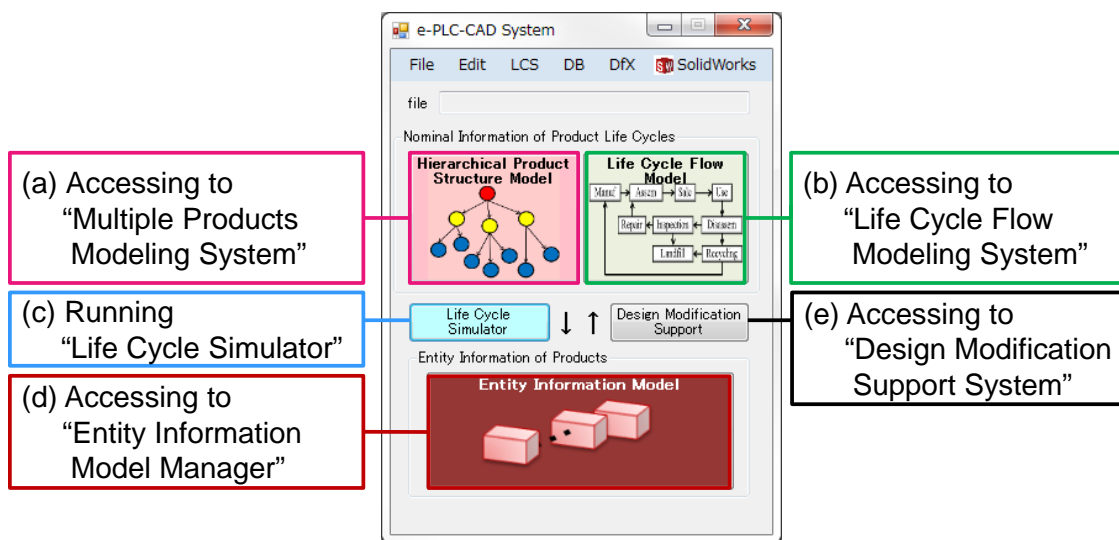 e-PLC-CAD System
File Edit LCS DB DfX SolidWorks
file
Nominal Information of Product Life Cycles
Hierarchical Product
Structure Model
Life Cycle Flow
Model
Manuf Assem Sale Use
Repair Inspection Disassem
Landfill Recycling
Life Cycle
Simulator
↓ ↑
Design Modification
Support
Entity Information of Products
Entity Information Model
(a) Accessing to
“Multiple Products
Modeling System”
(b) Accessing to
“Life Cycle Flow
Modeling System”
(c) Running
“Life Cycle Simulator”
(d) Accessing to
“Entity Information
Model Manager”
(e) Accessing to
“Design Modification
Support System”